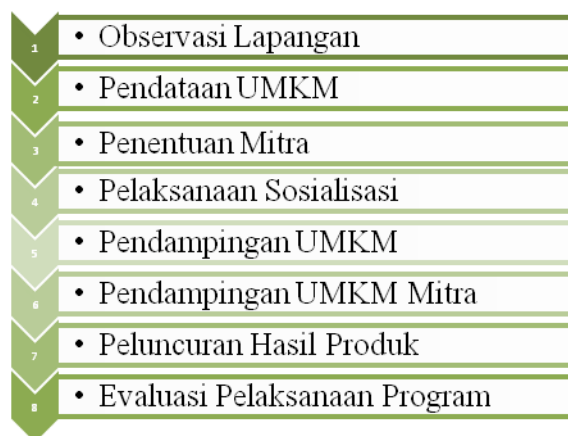 1 • Observasi Lapangan
2 • Pendataan UMKM
3 • Penentuan Mitra
4 • Pelaksanaan Sosialisasi
5 • Pendampingan UMKM
6 • Pendampingan UMKM Mitra
7 • Peluncuran Hasil Produk
8 • Evaluasi Pelaksanaan Program